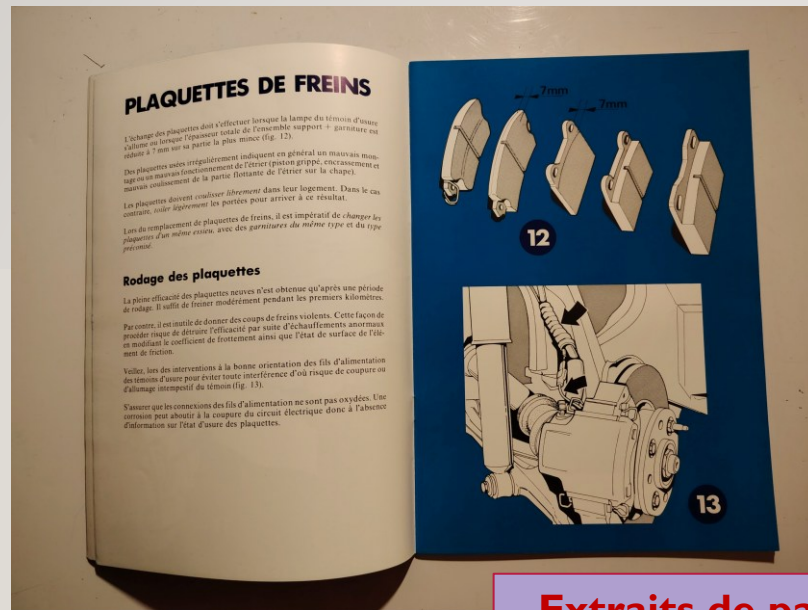 PLAQUETTES DE FREINS
L'échange des plaquettes doit s'effectuer lorsque la lampe du témoin d'usure
s'allume ou lorsque l'épaisseur totale de l'ensemble support + garniture est
réduite à 7 mm sur sa partie la plus mince (fig. 12).
Des plaquettes usées irrégulièrement indiquent en général un mauvais mon-
tage ou un mauvais fonctionnement de l'étrier (piston grippé, encrassement et
mauvais coulissement de la partie flottante de l'étrier sur la chape).
Les plaquettes doivent coulisser librement dans leur logement. Dans le cas
contraire, toiler légèrement les portées pour arriver à ce résultat.
Lors du remplacement de plaquettes de freins, il est impératif de changer les
plaquettes d'un même essieu, avec des garnitures du même type et du type
préconisé.
Rodage des plaquettes
La pleine efficacité des plaquettes neuves n'est obtenue qu'après une période
de rodage. Il suffit de freiner modérément pendant les premiers kilomètres.
Par contre, il est inutile de donner des coups de freins violents. Cette façon de
procéder risque de détruire l'efficacité par suite d'échauffements anormaux
en modifiant le coefficient de frottement ainsi que l'état de surface de l'élé-
ment de friction.
Veillez, lors des interventions à la bonne orientation des fils d'alimentation
des témoins d'usure pour éviter toute interférence d'où risque de coupure ou
d'allumage intempestif du témoin (fig. 13).
S'assurer que les connexions des fils d'alimentation ne sont pas oxydées. Une
corrosion peut aboutir à la coupure du circuit électrique donc à l'absence
d'information sur l'état d'usure des plaquettes.
7mm
7mm
12
13
Extraits de